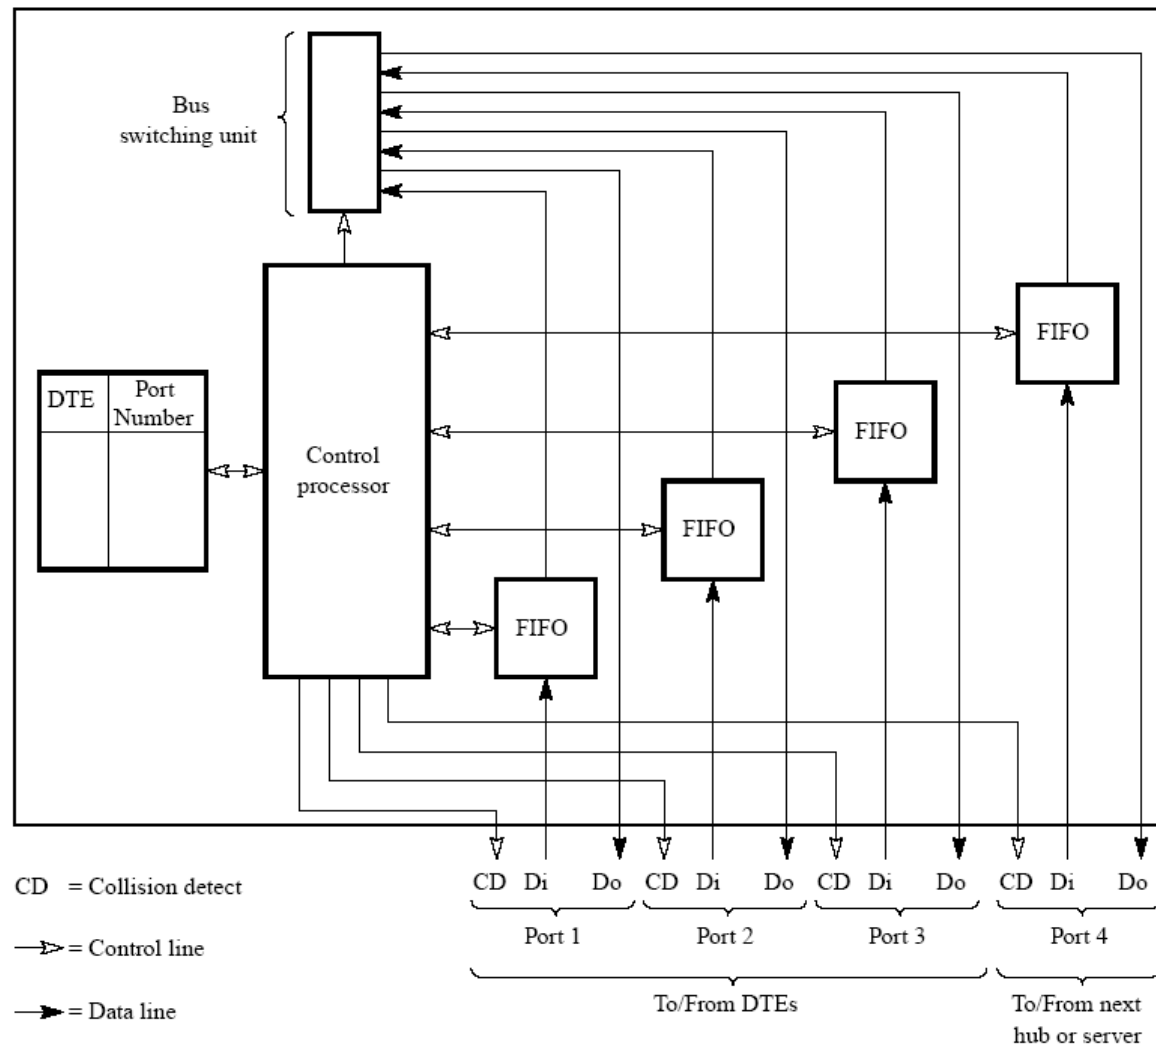 Bus
switching unit
FIFO
DTE
Port
Number
FIFO
Control
processor
FIFO
FIFO
CD = Collision detect
CD Di Do CD Di Do CD Di Do CD Di Do
Port 1 Port 2 Port 3 Port 4
= Control line
= Data line
To/From DTEs
To/From next
hub or server